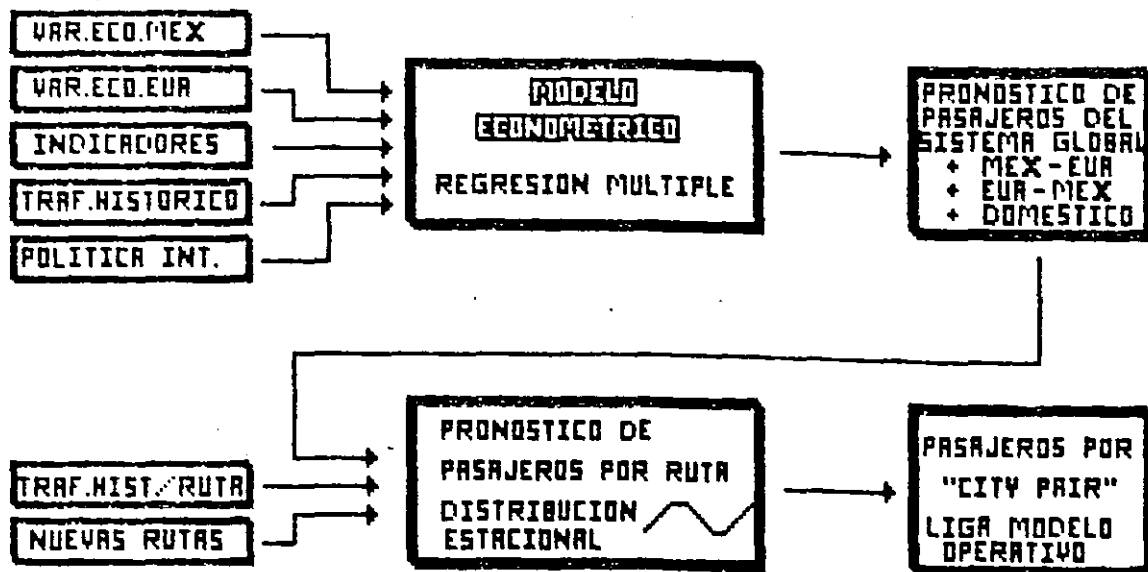 VAR.ECO.MEX
VAR.ECO.EUA
INDICADORES
TRAF.HISTORICO
POLITICA INT.
MODELO
ECONOMETRICO
REGRESION MULTIPLE
PRONOSTICO DE
PASAJEROS DEL
SISTEMA GLOBAL
+ MEX-EUA
+ EUA-MEX
+ DOMESTICO
TRAF.HIST./RUTA
NUEVAS RUTAS
PRONOSTICO DE
PASAJEROS POR RUTA
DISTRIBUCION
ESTACIONAL
PASAJEROS POR
"CITY PAIR"
LIGA MODELO
OPERATIVO